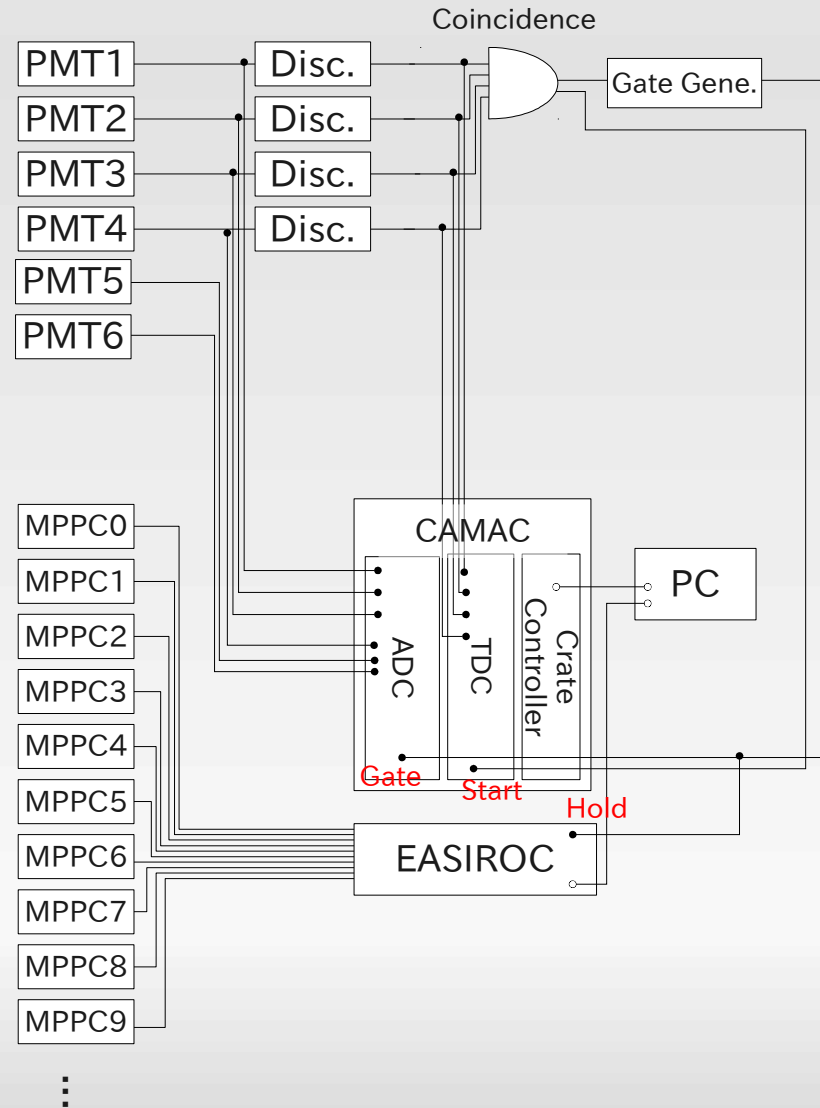 Coincidence
PMT1
Disc.
Gate Gene.
PMT2
Disc.
PMT3
Disc.
PMT4
Disc.
PMT5
PMT6
MPPC0
CAMAC
MPPC1
PC
MPPC2
ADC
TDC
Crate
Controller
MPPC3
MPPC4
Gate
Start
MPPC5
Hold
MPPC6
EASIROC
MPPC7
MPPC8
MPPC9
⋮